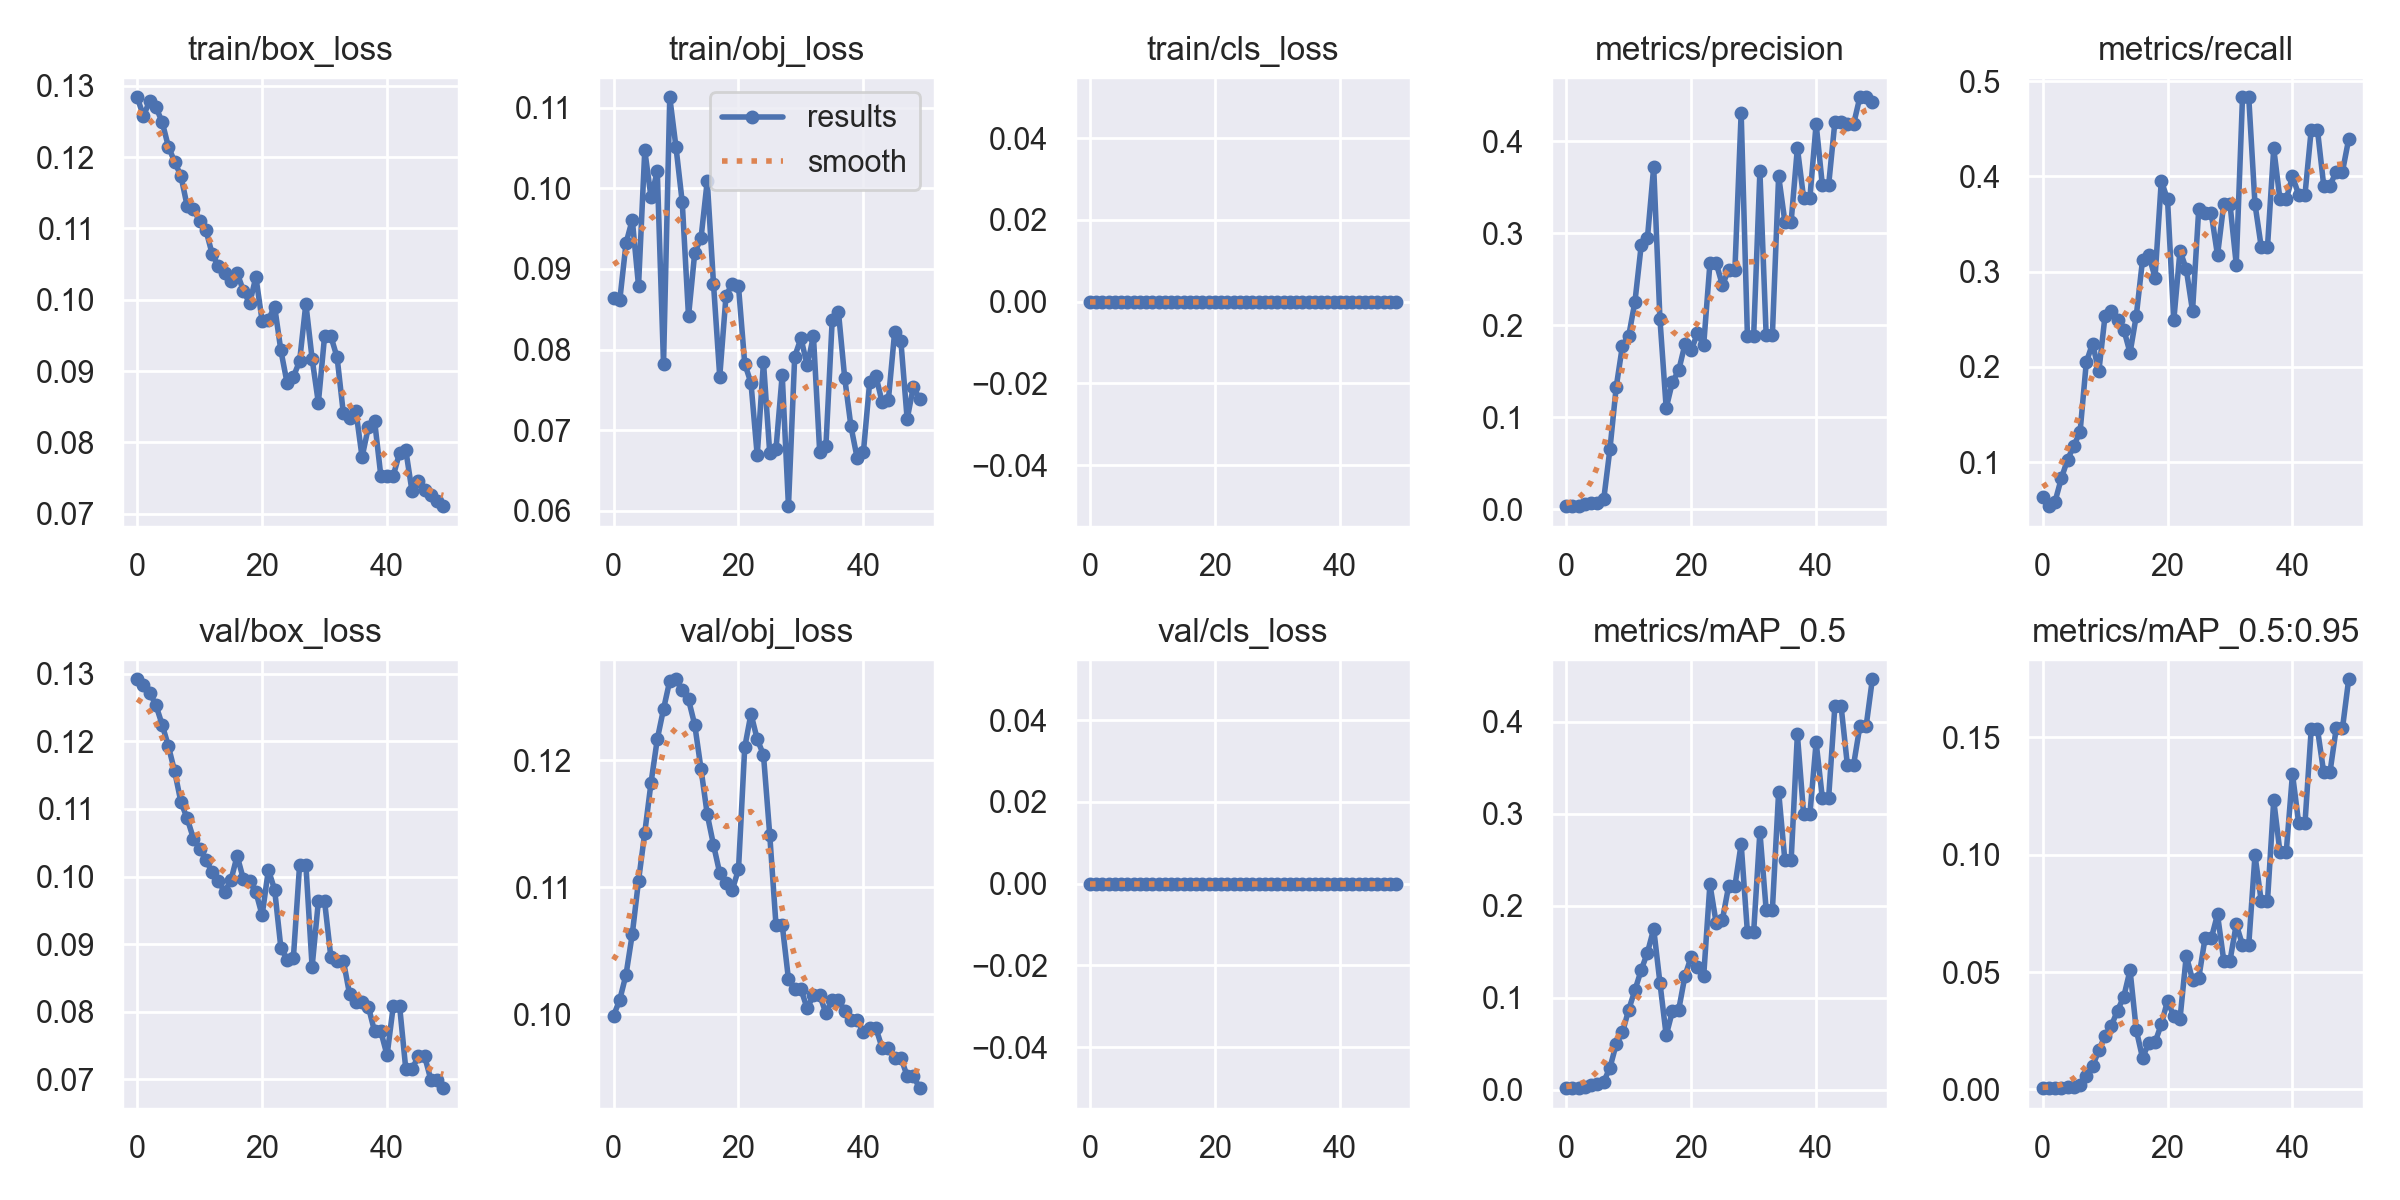 train/box_loss
0.13
0.12
0.11
0.10
0.09
0.08
0.07
0 20 40
train/obj_loss
results
smooth
0.11
0.10
0.09
0.08
0.07
0.06
0 20 40
train/cls_loss
0.04
0.02
0.00
−0.02
−0.04
0 20 40
metrics/precision
0.4
0.3
0.2
0.1
0.0
0 20 40
metrics/recall
0.5
0.4
0.3
0.2
0.1
0 20 40
val/box_loss
0.13
0.12
0.11
0.10
0.09
0.08
0.07
0 20 40
val/obj_loss
0.12
0.11
0.10
0 20 40
val/cls_loss
0.04
0.02
0.00
−0.02
−0.04
0 20 40
metrics/mAP_0.5
0.4
0.3
0.2
0.1
0.0
0 20 40
metrics/mAP_0.5:0.95
0.15
0.10
0.05
0.00
0 20 40